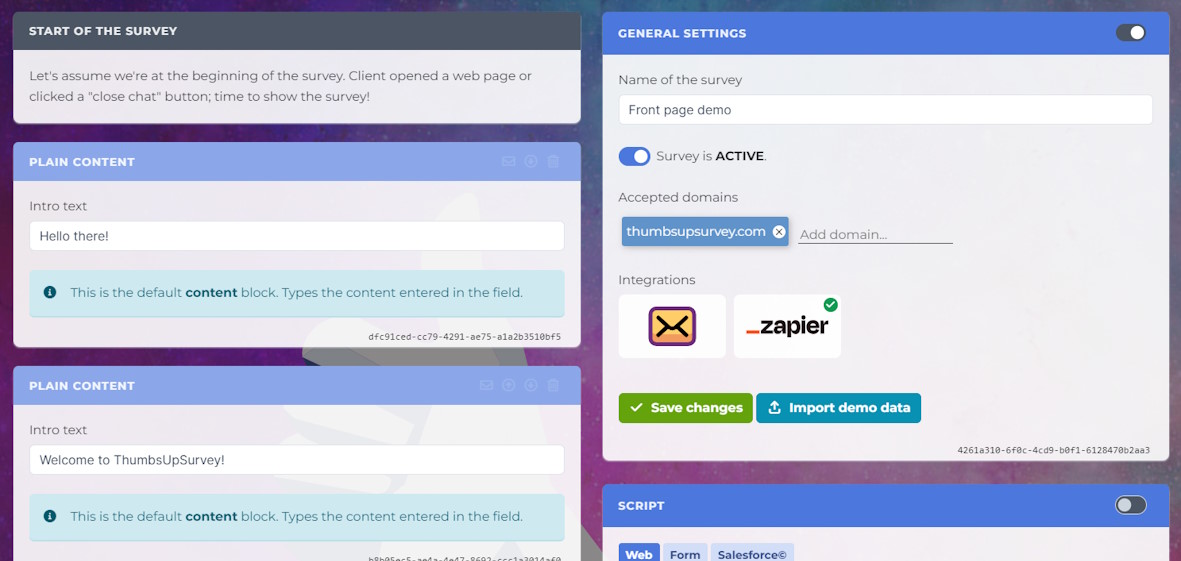 START OF THE SURVEY
Let's assume we're at the beginning of the survey. Client opened a web page or
clicked a "close chat" button; time to show the survey!
PLAIN CONTENT
Intro text
Hello there!
This is the default content block. Types the content entered in the field.
dfc91ced-cc79-4291-ae75-a1a2b3510bf5
PLAIN CONTENT
Intro text
Welcome to ThumbsUpSurvey!
This is the default content block. Types the content entered in the field.
GENERAL SETTINGS
Name of the survey
Front page demo
Survey is ACTIVE.
Accepted domains
thumbsupsurvey.com
Add domain...
Integrations
zapier
Save changes
Import demo data
4261a310-6f0c-4cd9-b0f1-6128470b2aa3
SCRIPT
Web
Form
Salesforce©